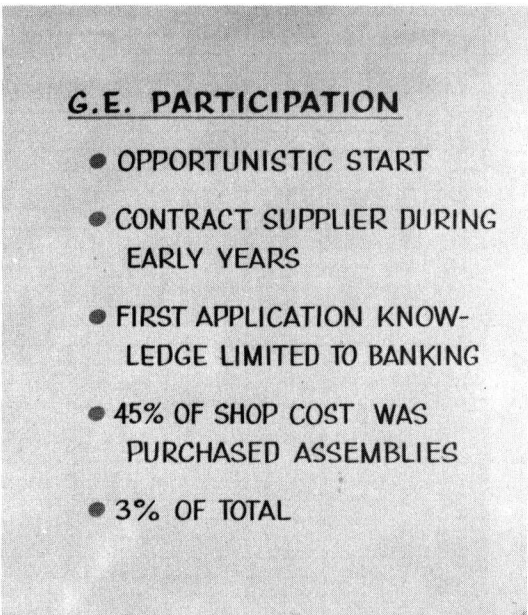 G.E. PARTICIPATION
● OPPORTUNISTIC START
● CONTRACT SUPPLIER DURING
EARLY YEARS
● FIRST APPLICATION KNOW-
LEDGE LIMITED TO BANKING
● 45% OF SHOP COST WAS
PURCHASED ASSEMBLIES
● 3% OF TOTAL